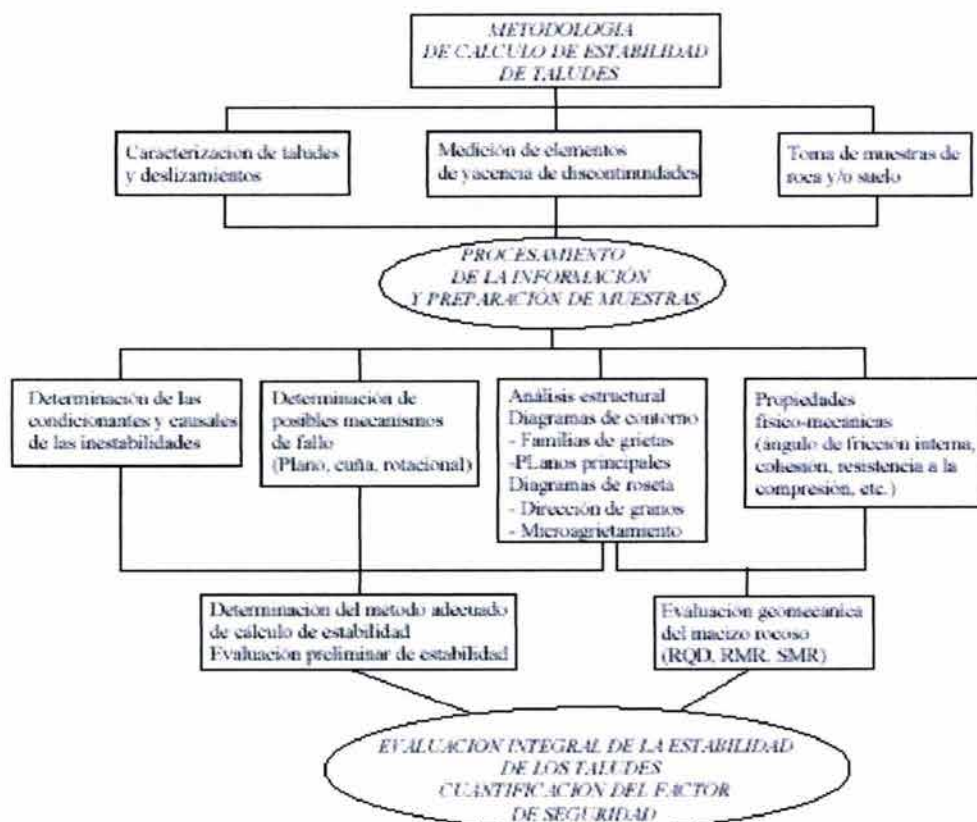 METODOLOGIA
DE CALCULO DE ESTABILIDAD
DE TALUDES
Caracterizacion de taludes
y deslizamientos
Medición de elementos
de yacencia de discontinuidades
Toma de muestras de
roca y/o suelo
PROCESAMIENTO
DE LA INFORMACIÓN
Y PREPARACIÓN DE MUESTRAS
Determinación de las
condicionantes y causales
de las inestabilidades
Determinación de
posibles mecanismos
de fallo
(Plano, cuña, rotacional)
Análisis estructural
Diagramas de contorno
- Familias de grietas
-PLanos principales
Diagramas de roseta
- Dirección de granos
- Microagrietamiento
Propiedades
físico-mecánicas
(ángulo de fricción interna,
cohesión, resistencia a la
compresión, etc.)
Determinación del método adecuado
de cálculo de estabilidad
Evaluación preliminar de estabilidad
Evaluación geomecánica
del macizo rocoso
(RQD, RMR, SMR)
EVALUACION INTEGRAL DE LA ESTABILIDAD
DE LOS TALUDES
CUANTIFICACION DEL FACTOR
DE SEGURIDAD